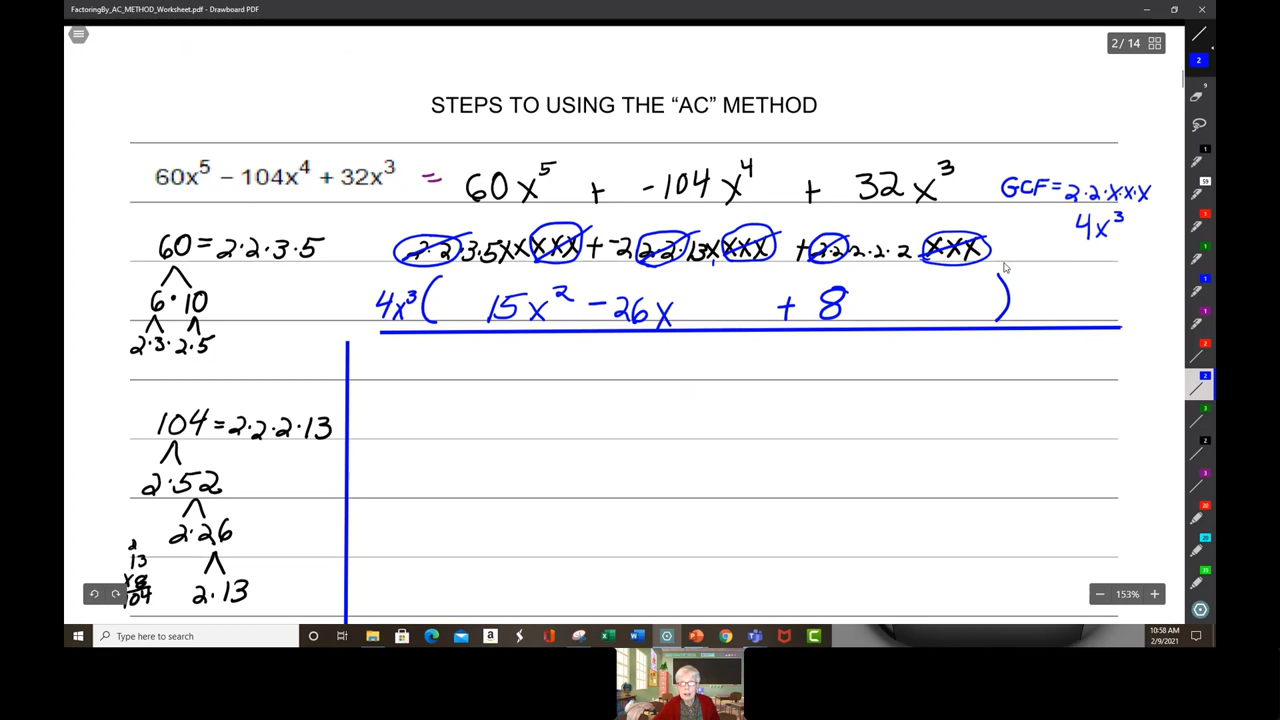 FactoringBy_AC_METHOD_Worksheet.pdf - Drawboard PDF
2 / 14
STEPS TO USING THE “AC” METHOD
60x⁵ − 104x⁴ + 32x³ = 60x⁵ + -104x⁴ + 32x³
GCF = 2·2·x·x·x
4x³
60 = 2·2·3·5
2·2·3·5xxxxx + -2·2·2·13xxxx + 2·2·2·2·2xxx
6·10
4x³( 15x² - 26x + 8 )
2·3· 2·5
104 = 2·2·2·13
2·52
2·26
2
13
x8
104
2·13
153%
Type here to search
10:58 AM
2/9/2021